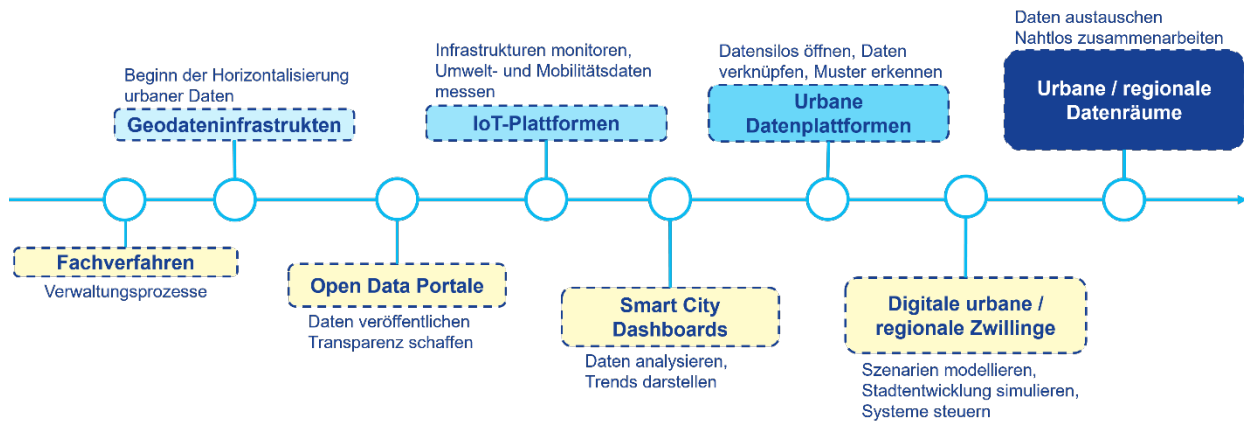 Fachverfahren
Verwaltungsprozesse
Beginn der Horizontalisierung
urbaner Daten
Geodateninfrastrukten
Open Data Portale
Daten veröffentlichen
Transparenz schaffen
Infrastrukturen monitoren,
Umwelt- und Mobilitätsdaten
messen
IoT-Plattformen
Smart City
Dashboards
Daten analysieren,
Trends darstellen
Datensilos öffnen, Daten
verknüpfen, Muster erkennen
Urbane
Datenplattformen
Digitale urbane /
regionale Zwillinge
Szenarien modellieren,
Stadtentwicklung simulieren,
Systeme steuern
Daten austauschen
Nahtlos zusammenarbeiten
Urbane / regionale
Datenräume